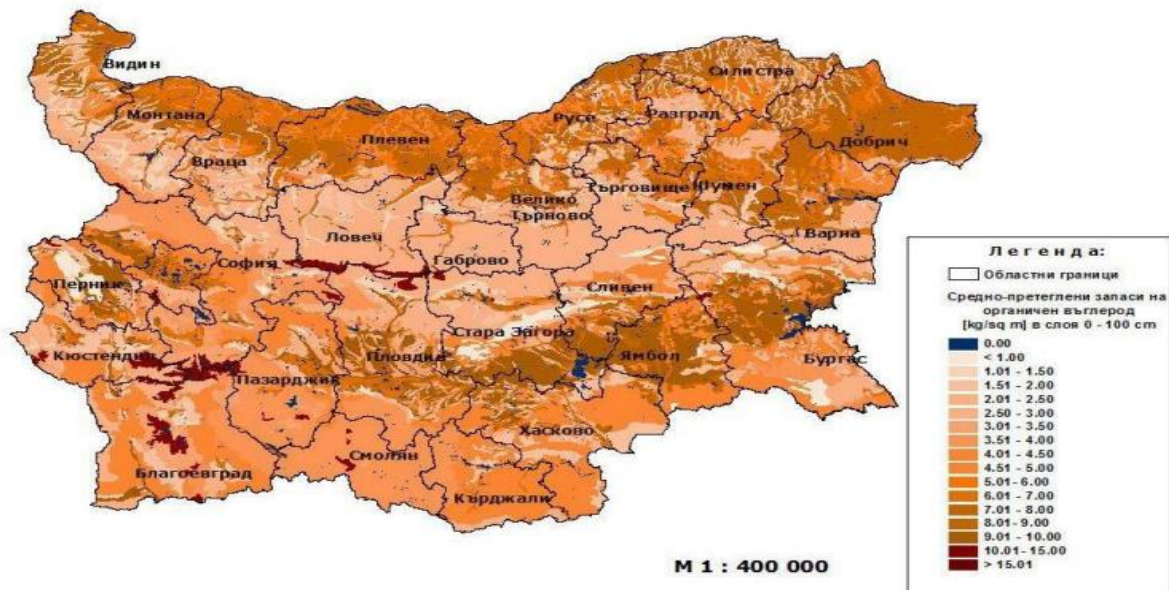 Видин
Монтана
Враца
Плевен
Русе
Силистра
Разград
Добрич
Търговище
Шумен
Велико
Търново
Варна
Ловеч
Габрово
София
Перник
Сливен
Стара Загора
Кюстендил
Пазарджик
Пловдив
Ямбол
Бургас
Хасково
Смолян
Благоевград
Кърджали
М 1 : 400 000
Легенда:
Областни граници
Средно-претеглени запаси на
органичен въглерод
[kg/sq m] в слоя 0 - 100 cm
0.00
< 1.00
1.01 - 1.50
1.51 - 2.00
2.01 - 2.50
2.50 - 3.00
3.01 - 3.50
3.51 - 4.00
4.01 - 4.50
4.51 - 5.00
5.01 - 6.00
6.01 - 7.00
7.01 - 8.00
8.01 - 9.00
9.01 - 10.00
10.01 - 15.00
> 15.01